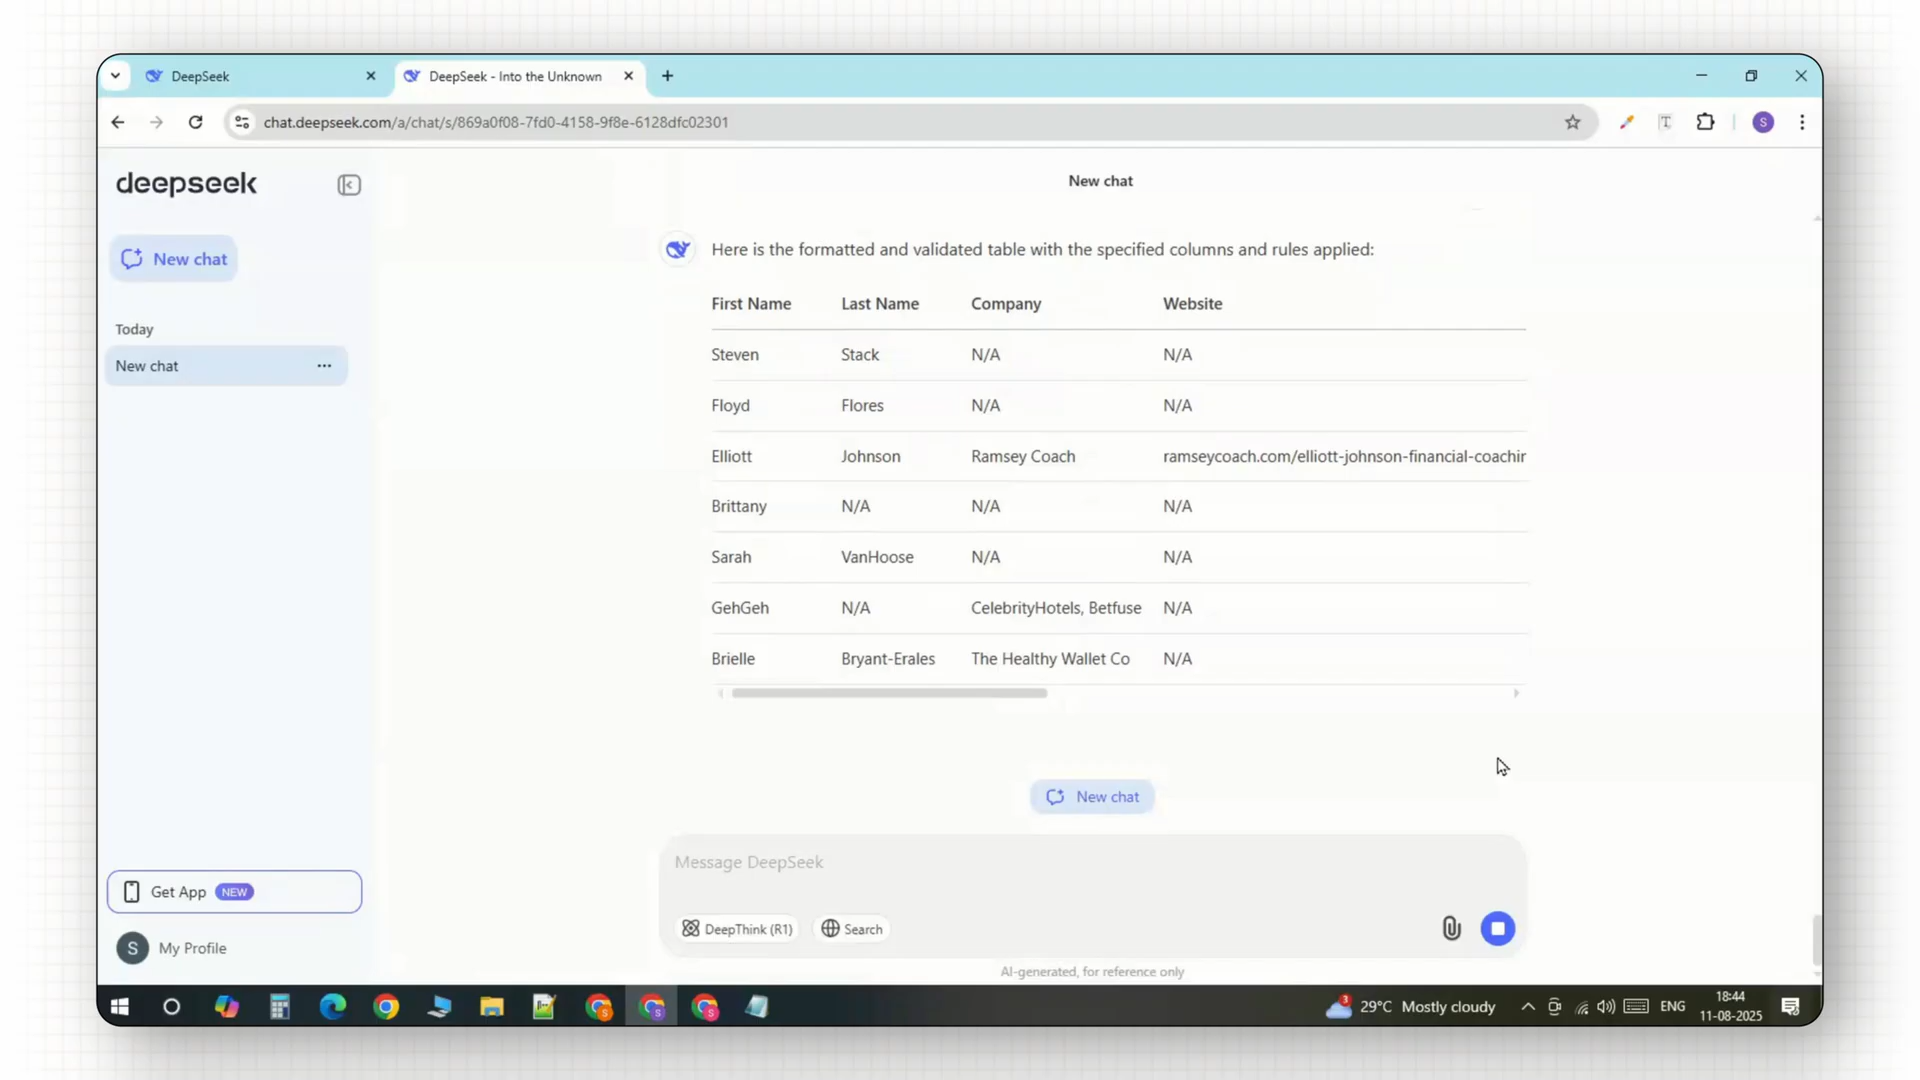 DeepSeek
DeepSeek - Into the Unknown
chat.deepseek.com/a/chat/s/869a0f08-7fd0-4158-9f8e-6128dfc02301
S
deepseek
New chat
Today
New chat
Get App NEW
S My Profile
New chat
Here is the formatted and validated table with the specified columns and rules applied:
First Name Last Name Company Website
Steven Stack N/A N/A
Floyd Flores N/A N/A
Elliott Johnson Ramsey Coach ramseycoach.com/elliott-johnson-financial-coachir
Brittany N/A N/A N/A
Sarah VanHoose N/A N/A
GehGeh N/A CelebrityHotels, Betfuse N/A
Brielle Bryant-Erales The Healthy Wallet Co N/A
New chat
Message DeepSeek
DeepThink (R1) Search
AI-generated, for reference only
3 29°C Mostly cloudy ENG 18:44
11-08-2025